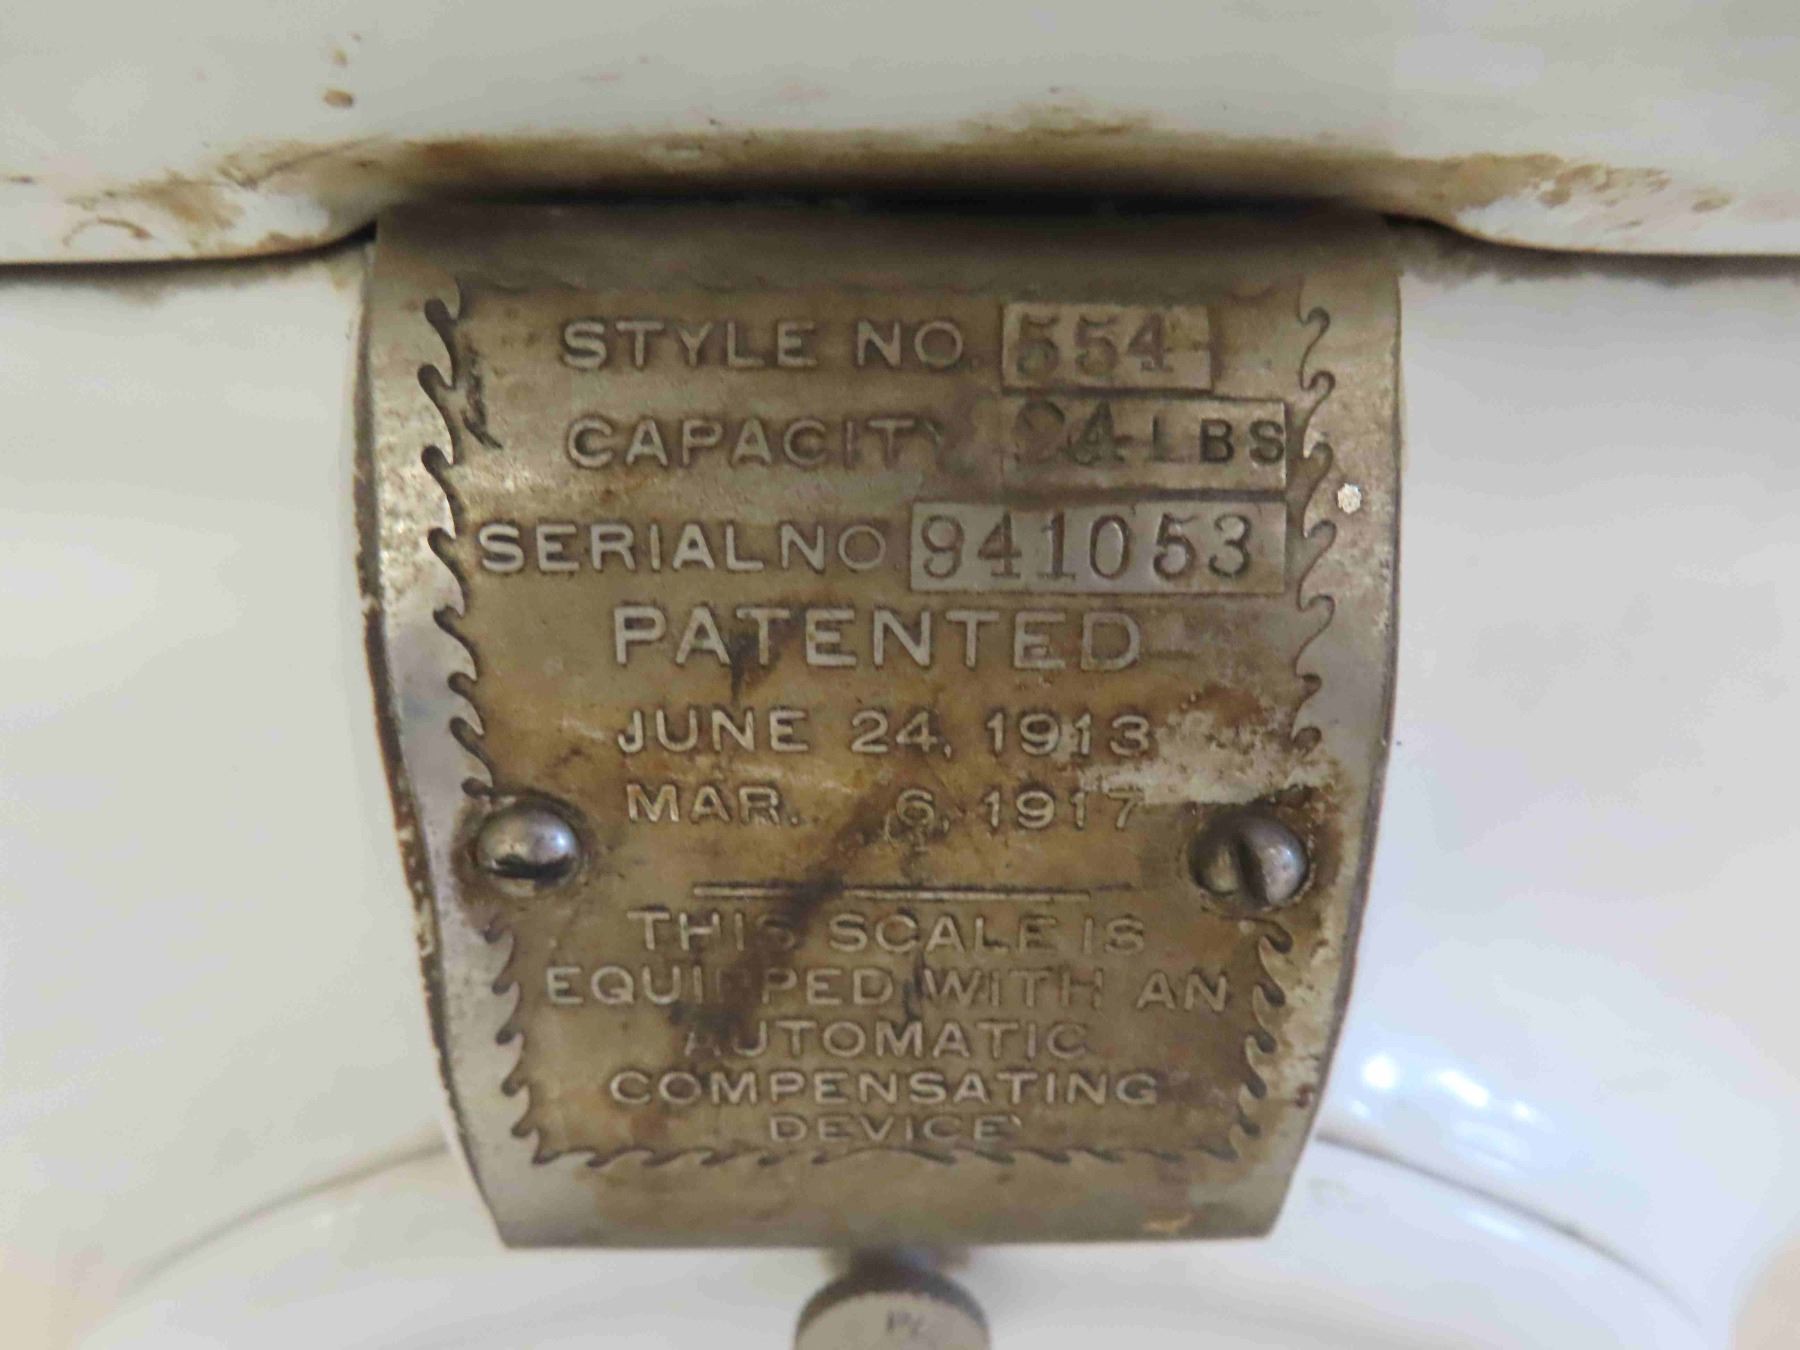 STYLE NO. 554
CAPACITY 24 LBS
SERIAL NO. 941053
PATENTED
JUNE 24, 1913
MAR. 6, 1917
THIS SCALE IS
EQUIPPED WITH AN
AUTOMATIC
COMPENSATING
DEVICE